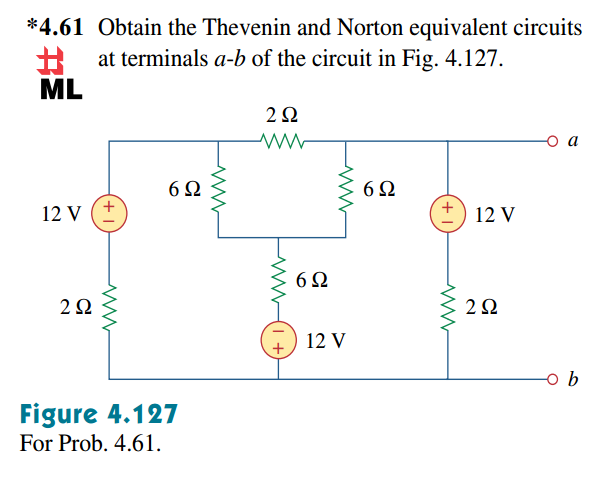 *4.61 Obtain the Thevenin and Norton equivalent circuits
at terminals a-b of the circuit in Fig. 4.127.
ML
2 Ω
a
6 Ω
6 Ω
12 V
+
−
+
−
12 V
6 Ω
2 Ω
2 Ω
−
+
12 V
b
Figure 4.127
For Prob. 4.61.